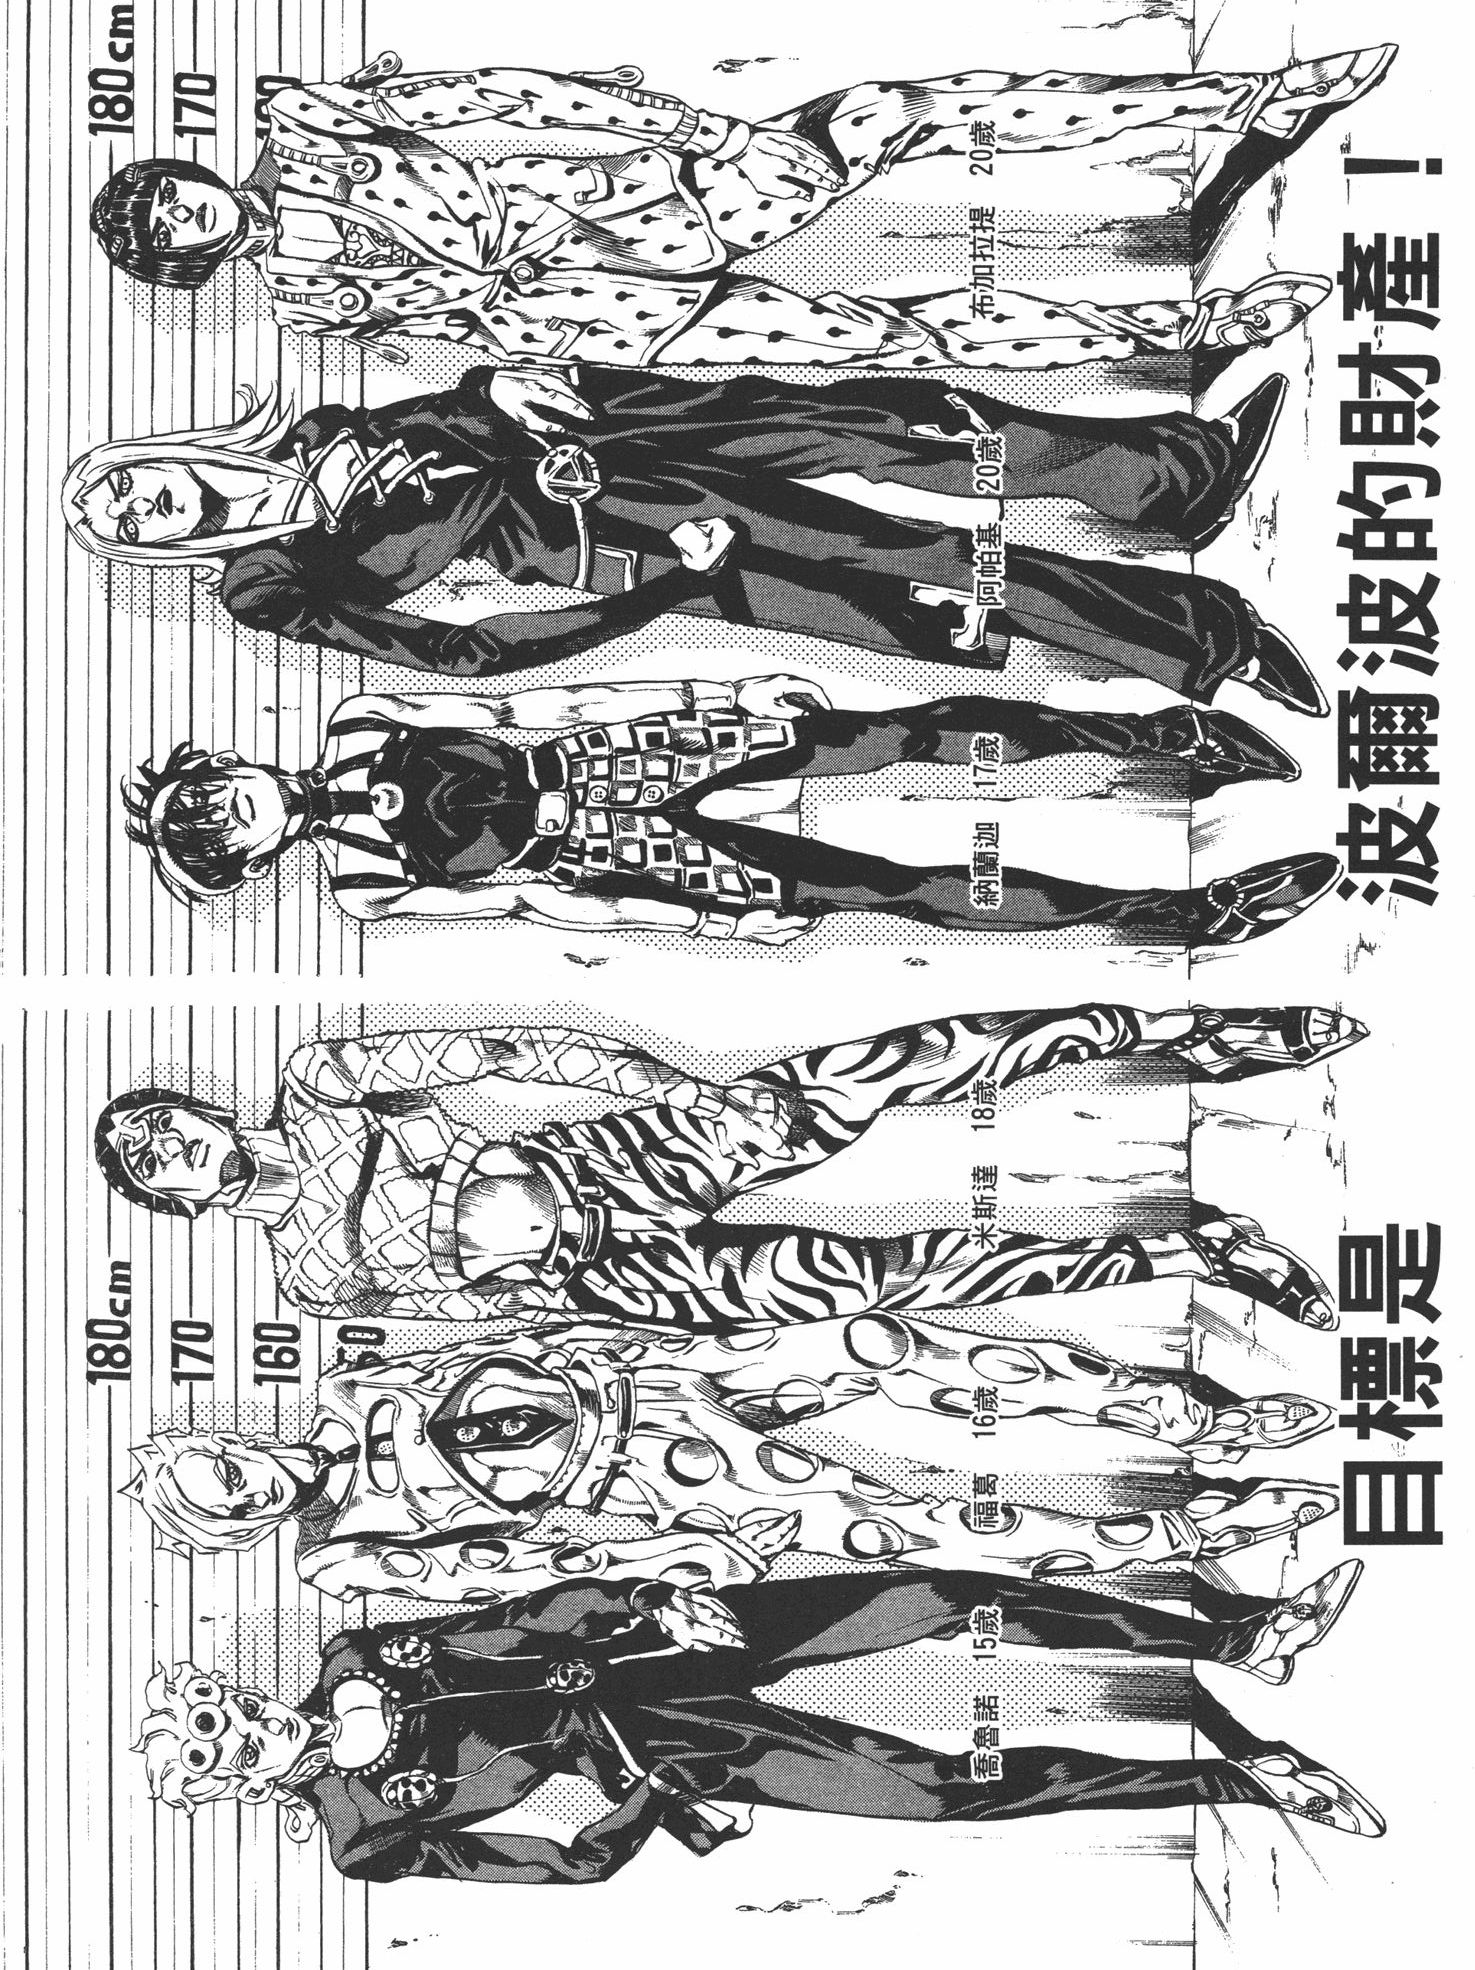 180cm
170
160
50
180cm
170
喬魯諾 15歲
福葛 16歲
米斯達 18歲
納蘭迦 17歲
阿帕基 20歲
布加拉提 20歲
目標是
波爾波的財產！